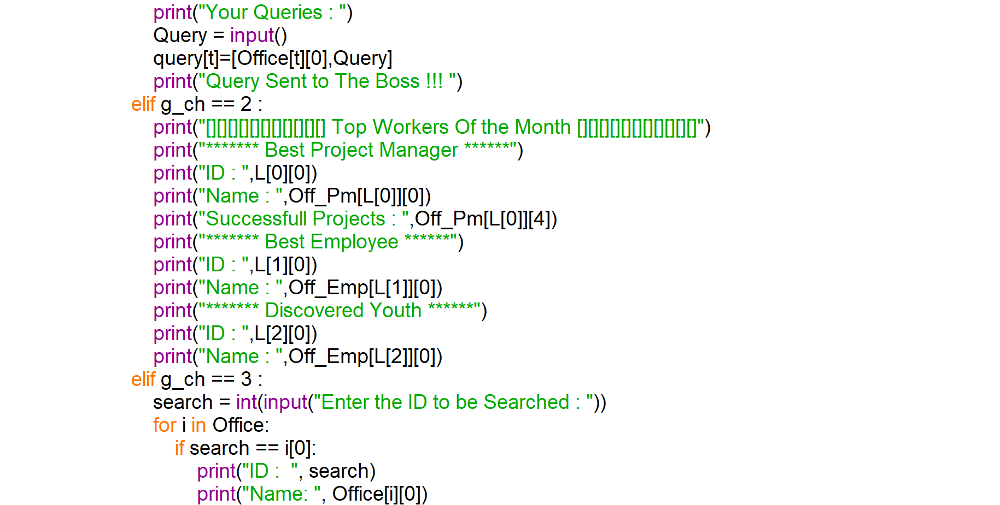 print("Your Queries : ")
Query = input()
query[t]=[Office[t][0],Query]
print("Query Sent to The Boss !!! ")
elif g_ch == 2 :
print("[][][][][][][][][][][] Top Workers Of the Month [][][][][][][][][][][]")
print("******* Best Project Manager ******")
print("ID : ",L[0][0])
print("Name : ",Off_Pm[L[0]][0])
print("Successfull Projects : ",Off_Pm[L[0]][4])
print("******* Best Employee ******")
print("ID : ",L[1][0])
print("Name : ",Off_Emp[L[1]][0])
print("******* Discovered Youth ******")
print("ID : ",L[2][0])
print("Name : ",Off_Emp[L[2]][0])
elif g_ch == 3 :
search = int(input("Enter the ID to be Searched : "))
for i in Office:
if search == i[0]:
print("ID :  ", search)
print("Name: ", Office[i][0])